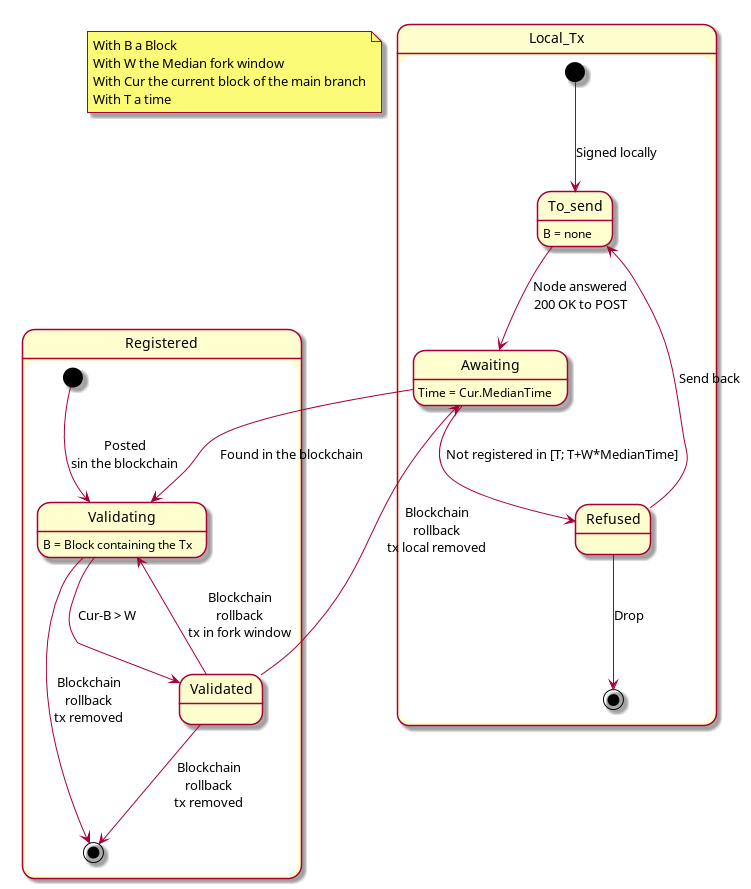 With B a Block
With W the Median fork window
With Cur the current block of the main branch
With T a time
Local_Tx
Signed locally
To_send
B = none
Node answered
200 OK to POST
Registered
Awaiting
Time = Cur.MedianTime
Send back
Posted
sin the blockchain
Found in the blockchain
Not registered in [T; T+W*MedianTime]
Validating
B = Block containing the Tx
Refused
Blockchain
rollback
tx local removed
Cur-B > W
Blockchain
rollback
tx in fork window
Drop
Validated
Blockchain
rollback
tx removed
Blockchain
rollback
tx removed